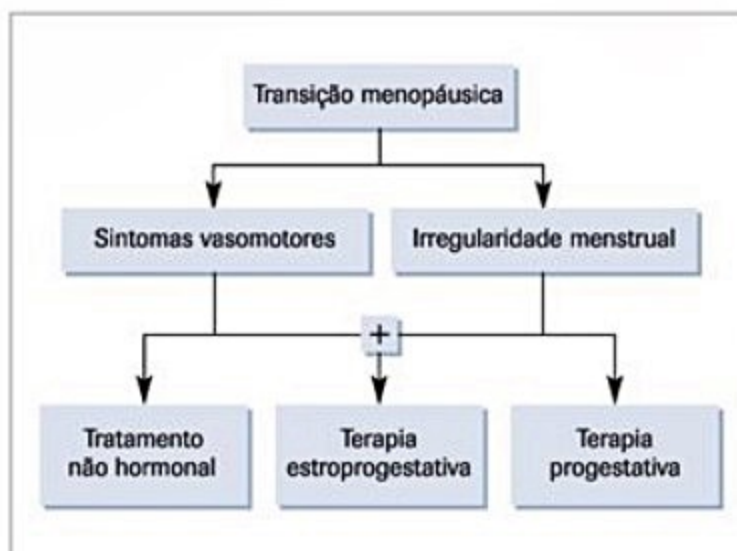 Transição menopáusica
Sintomas vasomotores
Irregularidade menstrual
+
Tratamento
não hormonal
Terapia
estroprogestativa
Terapia
progestativa